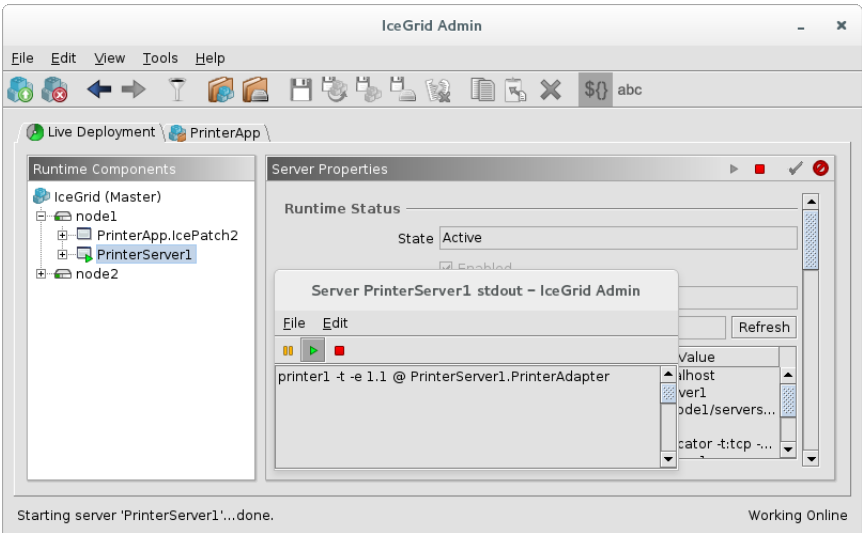 IceGrid Admin
File Edit View Tools Help
${} abc
Live Deployment PrinterApp
Runtime Components
IceGrid (Master)
node1
PrinterApp.IcePatch2
PrinterServer1
node2
Server Properties
Runtime Status
State Active
Enabled
Server PrinterServer1 stdout – IceGrid Admin
File Edit
printer1 -t -e 1.1 @ PrinterServer1.PrinterAdapter
Refresh
Value
alhost
ver1
ode1/servers...
cator -t:tcp -...
Starting server 'PrinterServer1'...done.
Working Online